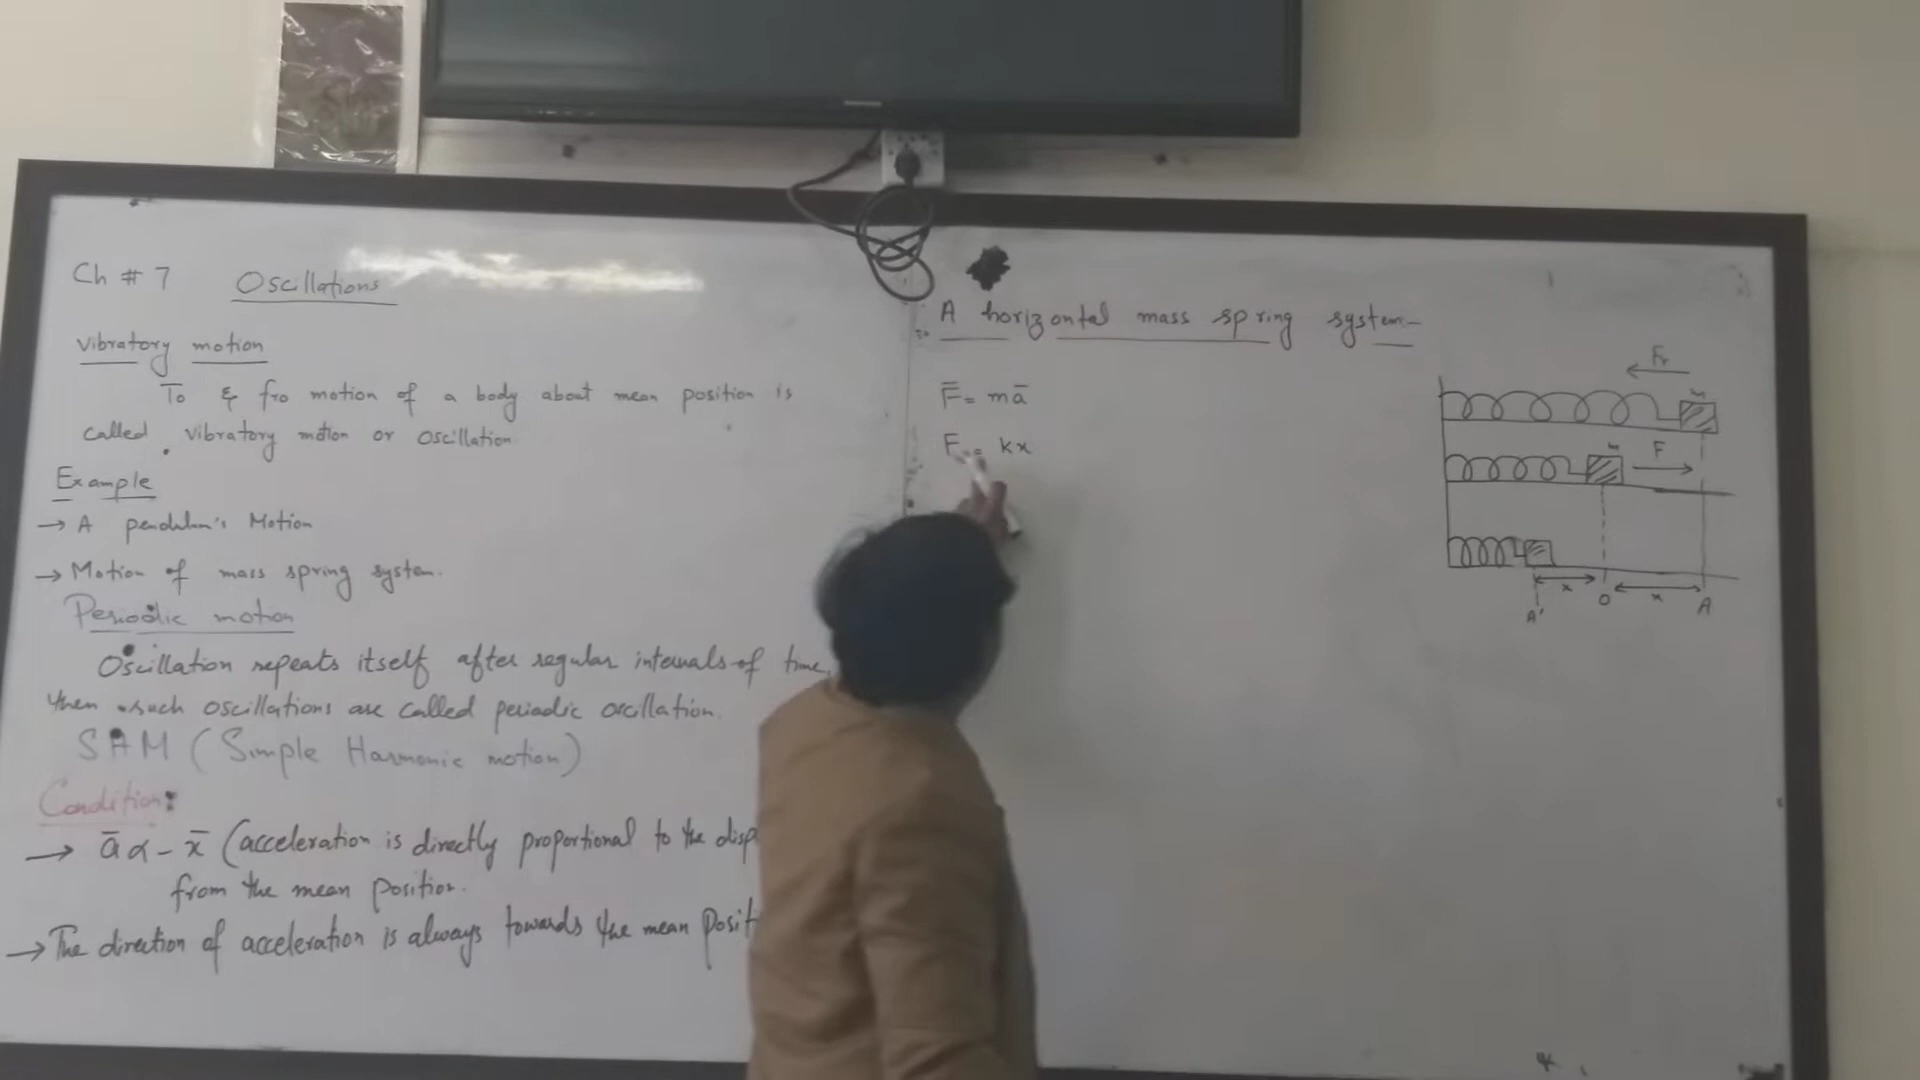 Ch # 7 Oscillations
Vibratory motion
To & fro motion of a body about mean position is
called vibratory motion or oscillation
Example
→ A pendulum's Motion
→ Motion of mass spring system.
Periodic motion
Oscillation repeats itself after regular intervals of time,
then such oscillations are called periodic oscillation.
SHM (Simple Harmonic motion)
Condition:
→ a̅ α - x̅ (acceleration is directly proportional to the disp
from the mean position.
→ The direction of acceleration is always towards the mean Posit
A horizontal mass spring system
F̅ = ma̅
F = kx
Fr
m
m
F
x
x
A'
O
A